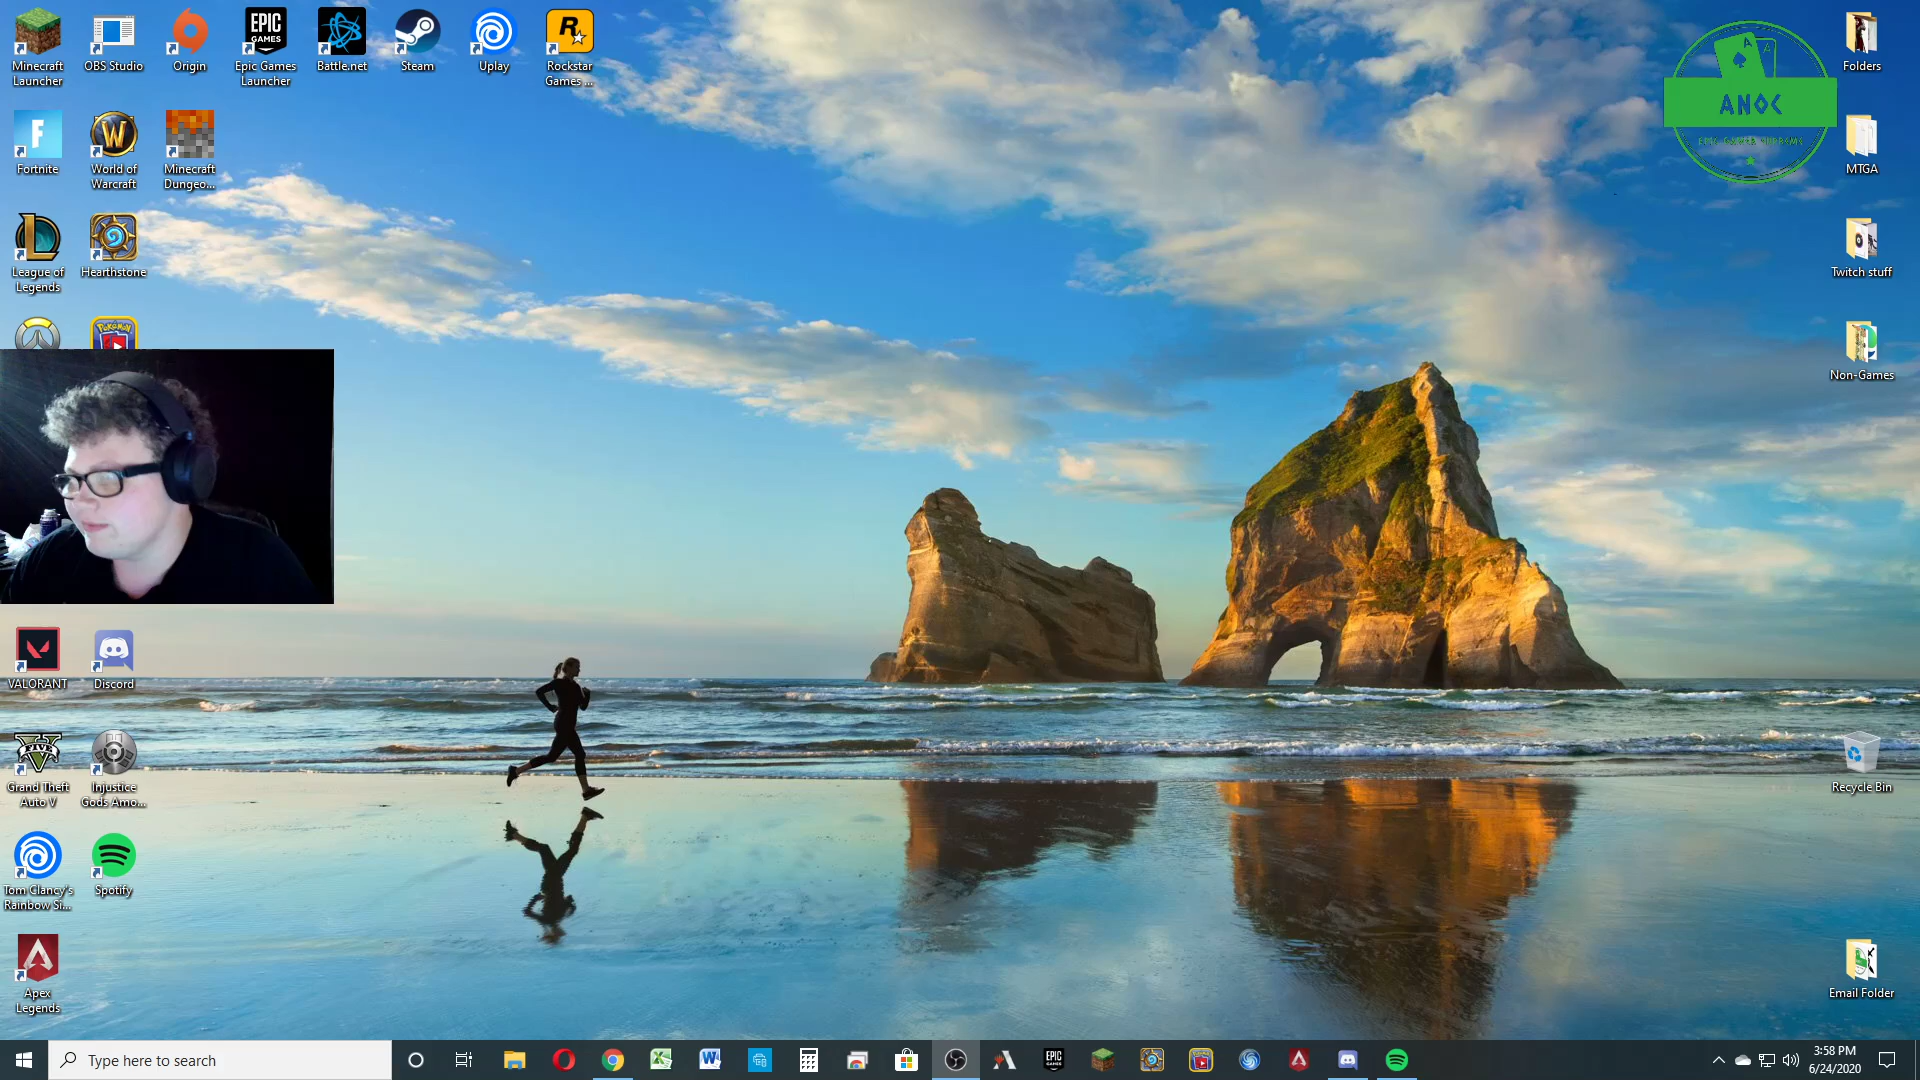 Minecraft
Launcher
OBS Studio
Origin
Epic Games
Launcher
Battle.net
Steam
Uplay
Rockstar
Games ...
EPIC
GAMES
Fortnite
World of
Warcraft
Minecraft
Dungeo...
League of
Legends
Hearthstone
Pokémon
VALORANT
Discord
FIVE
Grand Theft
Auto V
Injustice
Gods Amo...
Tom Clancy's
Rainbow Si...
Spotify
Apex
Legends
A
A
ANOC
Folders
MTGA
Twitch stuff
Non-Games
Recycle Bin
Email Folder
Type here to search
EPIC
3:58 PM
6/24/2020